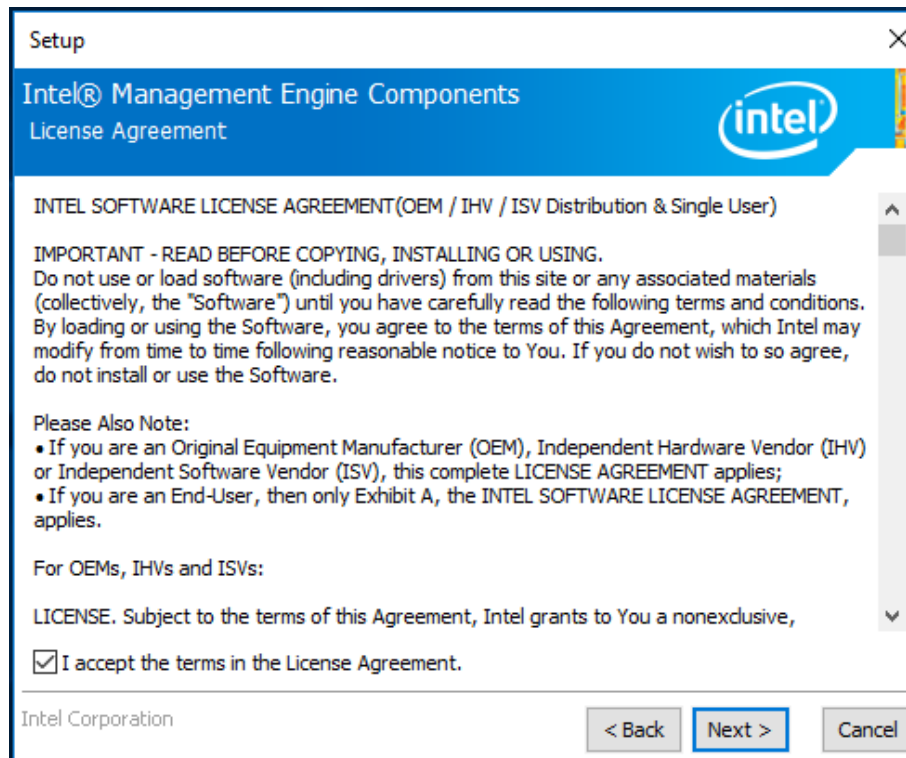 Setup
Intel® Management Engine Components
License Agreement
intel
INTEL SOFTWARE LICENSE AGREEMENT(OEM / IHV / ISV Distribution & Single User)
IMPORTANT - READ BEFORE COPYING, INSTALLING OR USING.
Do not use or load software (including drivers) from this site or any associated materials
(collectively, the "Software") until you have carefully read the following terms and conditions.
By loading or using the Software, you agree to the terms of this Agreement, which Intel may
modify from time to time following reasonable notice to You. If you do not wish to so agree,
do not install or use the Software.
Please Also Note:
• If you are an Original Equipment Manufacturer (OEM), Independent Hardware Vendor (IHV)
or Independent Software Vendor (ISV), this complete LICENSE AGREEMENT applies;
• If you are an End-User, then only Exhibit A, the INTEL SOFTWARE LICENSE AGREEMENT,
applies.
For OEMs, IHVs and ISVs:
LICENSE. Subject to the terms of this Agreement, Intel grants to You a nonexclusive,
I accept the terms in the License Agreement.
Intel Corporation
< Back Next > Cancel